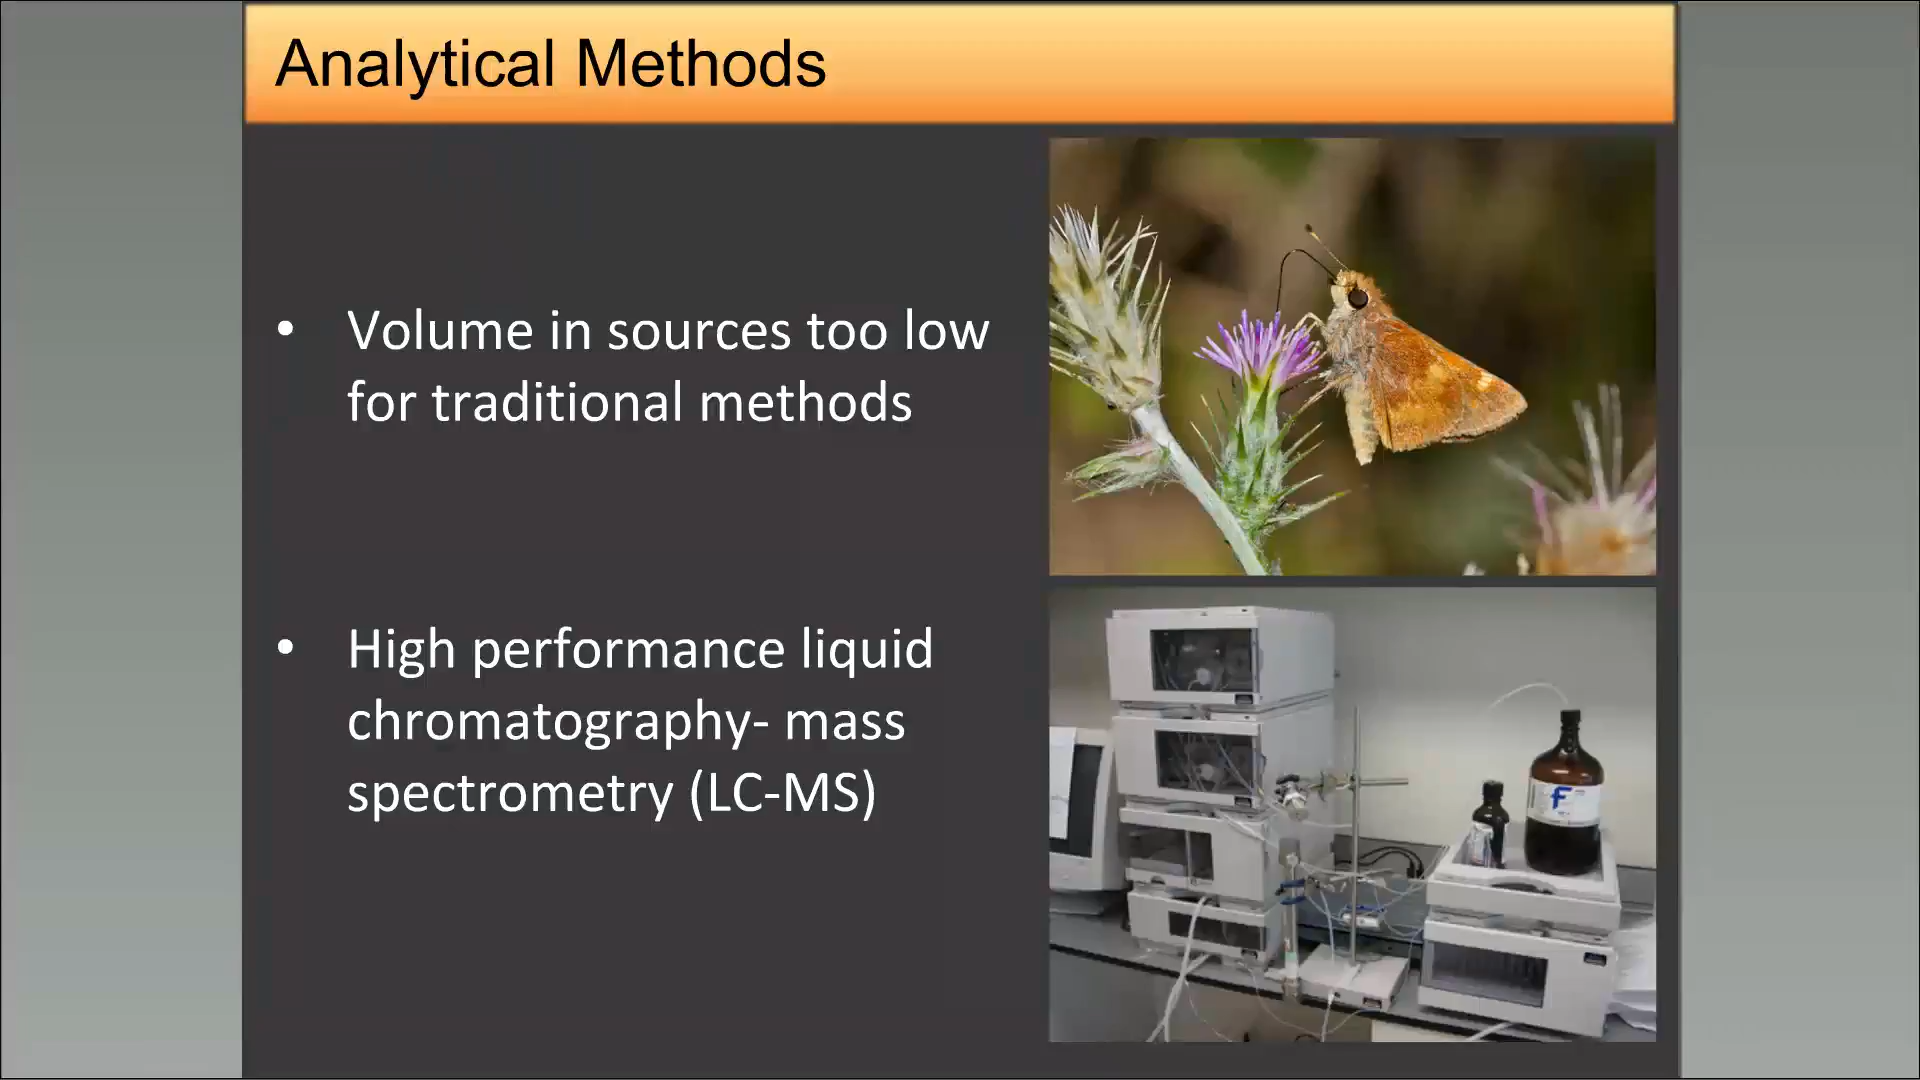 Analytical Methods
• Volume in sources too low
for traditional methods
• High performance liquid
chromatography- mass
spectrometry (LC-MS)
F